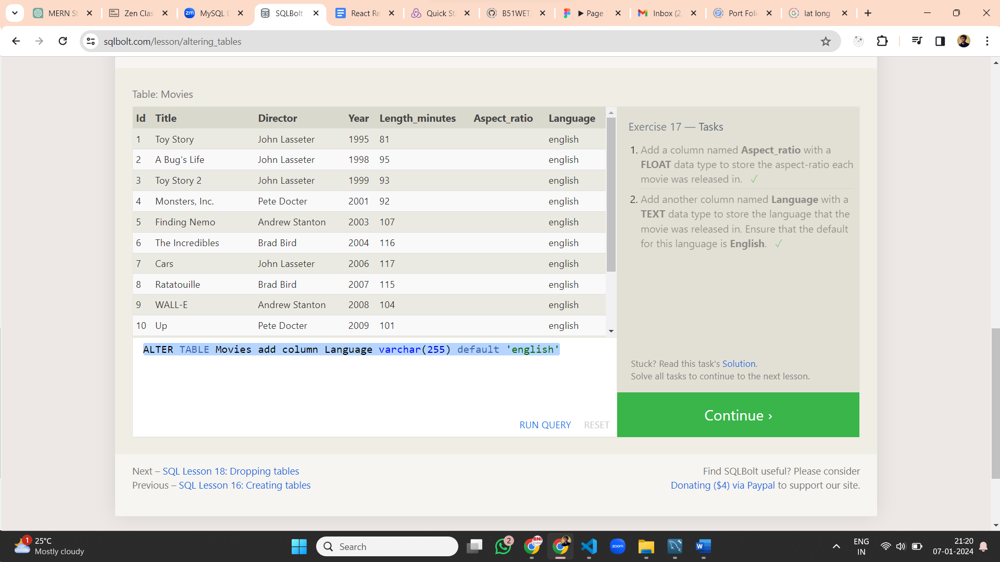 MERN St
Zen Clas
zm
MySQL D
SQLBolt
React Re
Quick St
B51WET,
▶ Page
Inbox (2,
Port Foli
lat long
sqlbolt.com/lesson/altering_tables
Table: Movies
Id Title Director Year Length_minutes Aspect_ratio Language
1 Toy Story John Lasseter 1995 81 english
2 A Bug's Life John Lasseter 1998 95 english
3 Toy Story 2 John Lasseter 1999 93 english
4 Monsters, Inc. Pete Docter 2001 92 english
5 Finding Nemo Andrew Stanton 2003 107 english
6 The Incredibles Brad Bird 2004 116 english
7 Cars John Lasseter 2006 117 english
8 Ratatouille Brad Bird 2007 115 english
9 WALL-E Andrew Stanton 2008 104 english
10 Up Pete Docter 2009 101 english
ALTER TABLE Movies add column Language varchar(255) default 'english'
RUN QUERY RESET
Exercise 17 — Tasks
1. Add a column named Aspect_ratio with a
FLOAT data type to store the aspect-ratio each
movie was released in. ✓
2. Add another column named Language with a
TEXT data type to store the language that the
movie was released in. Ensure that the default
for this language is English. ✓
Stuck? Read this task's Solution.
Solve all tasks to continue to the next lesson.
Continue ›
Next – SQL Lesson 18: Dropping tables
Previous – SQL Lesson 16: Creating tables
Find SQLBolt useful? Please consider
Donating ($4) via Paypal to support our site.
1
25°C
Mostly cloudy
Search
2
BNI
zoom
W
ENG
IN
21:20
07-01-2024